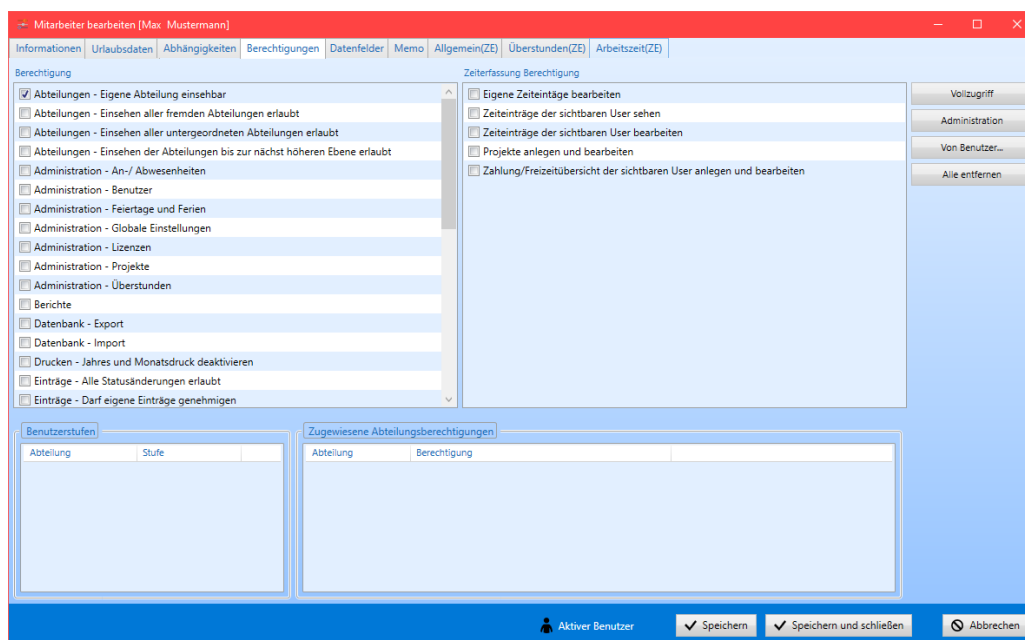 Mitarbeiter bearbeiten [Max Mustermann]
Informationen Urlaubsdaten Abhängigkeiten Berechtigungen Datenfelder Memo Allgemein(ZE) Überstunden(ZE) Arbeitszeit(ZE)
Berechtigung
Abteilungen - Eigene Abteilung einsehbar
Abteilungen - Einsehen aller fremden Abteilungen erlaubt
Abteilungen - Einsehen aller untergeordneten Abteilungen erlaubt
Abteilungen - Einsehen der Abteilungen bis zur nächst höheren Ebene erlaubt
Administration - An-/ Abwesenheiten
Administration - Benutzer
Administration - Feiertage und Ferien
Administration - Globale Einstellungen
Administration - Lizenzen
Administration - Projekte
Administration - Überstunden
Berichte
Datenbank - Export
Datenbank - Import
Drucken - Jahres und Monatsdruck deaktivieren
Einträge - Alle Statusänderungen erlaubt
Einträge - Darf eigene Einträge genehmigen
Zeiterfassung Berechtigung
Eigene Zeiteintäge bearbeiten
Zeiteinträge der sichtbaren User sehen
Zeiteinträge der sichtbaren User bearbeiten
Projekte anlegen und bearbeiten
Zahlung/Freizeitübersicht der sichtbaren User anlegen und bearbeiten
Vollzugriff
Administration
Von Benutzer...
Alle entfernen
Benutzerstufen
Abteilung Stufe
Zugewiesene Abteilungsberechtigungen
Abteilung Berechtigung
Aktiver Benutzer Speichern Speichern und schließen Abbrechen